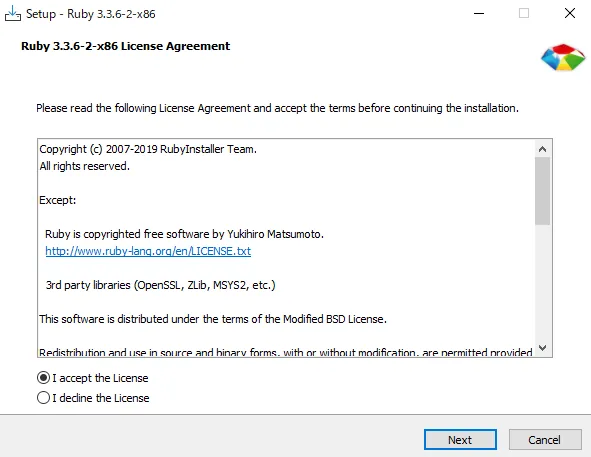 Setup - Ruby 3.3.6-2-x86
Ruby 3.3.6-2-x86 License Agreement
Please read the following License Agreement and accept the terms before continuing the installation.
Copyright (c) 2007-2019 RubyInstaller Team.
All rights reserved.
Except:
Ruby is copyrighted free software by Yukihiro Matsumoto.
http://www.ruby-lang.org/en/LICENSE.txt
3rd party libraries (OpenSSL, ZLib, MSYS2, etc.)
This software is distributed under the terms of the Modified BSD License.
Redistribution and use in source and binary forms, with or without modification, are permitted provided
I accept the License
I decline the License
Next
Cancel